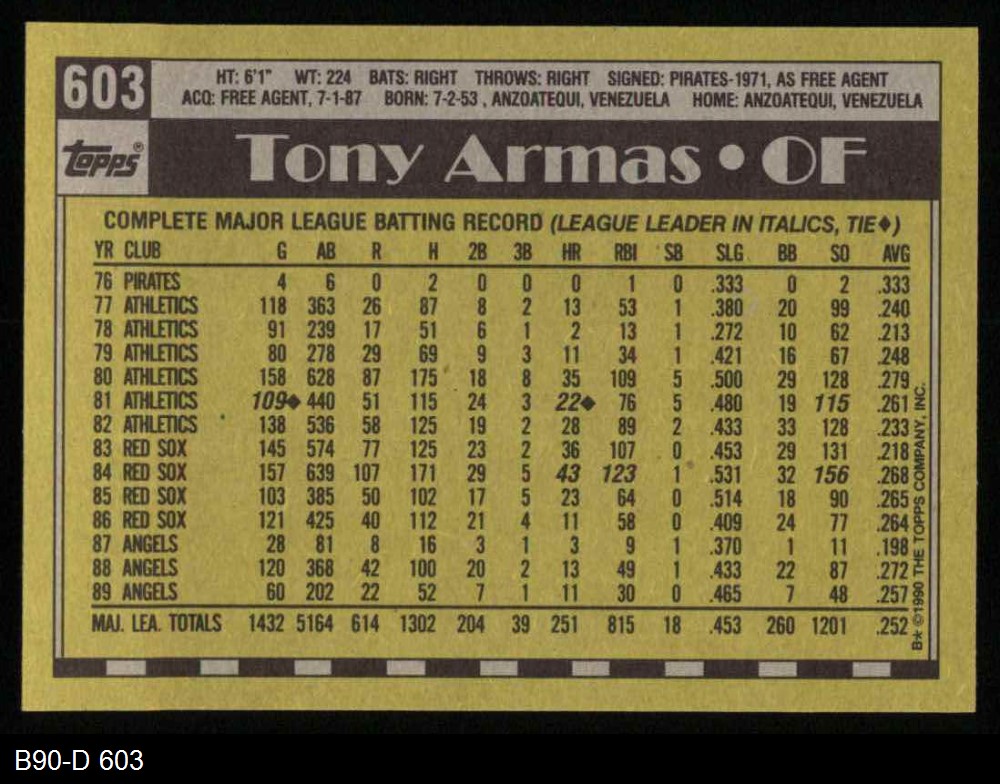 603
HT: 6'1" WT: 224 BATS: RIGHT THROWS: RIGHT SIGNED: PIRATES-1971, AS FREE AGENT
ACQ: FREE AGENT, 7-1-87 BORN: 7-2-53 , ANZOATEQUI, VENEZUELA HOME: ANZOATEQUI, VENEZUELA
Topps® Tony Armas • OF
COMPLETE MAJOR LEAGUE BATTING RECORD (LEAGUE LEADER IN ITALICS, TIE♦)
YR CLUB G AB R H 2B 3B HR RBI SB SLG BB SO AVG
76 PIRATES 4 6 0 2 0 0 0 1 0 .333 0 2 .333
77 ATHLETICS 118 363 26 87 8 2 13 53 1 .380 20 99 .240
78 ATHLETICS 91 239 17 51 6 1 2 13 1 .272 10 62 .213
79 ATHLETICS 80 278 29 69 9 3 11 34 1 .421 16 67 .248
80 ATHLETICS 158 628 87 175 18 8 35 109 5 .500 29 128 .279
81 ATHLETICS 109♦ 440 51 115 24 3 22♦ 76 5 .480 19 115 .261
82 ATHLETICS 138 536 58 125 19 2 28 89 2 .433 33 128 .233
83 RED SOX 145 574 77 125 23 2 36 107 0 .453 29 131 .218
84 RED SOX 157 639 107 171 29 5 43 123 1 .531 32 156 .268
85 RED SOX 103 385 50 102 17 5 23 64 0 .514 18 90 .265
86 RED SOX 121 425 40 112 21 4 11 58 0 .409 24 77 .264
87 ANGELS 28 81 8 16 3 1 3 9 1 .370 1 11 .198
88 ANGELS 120 368 42 100 20 2 13 49 1 .433 22 87 .272
89 ANGELS 60 202 22 52 7 1 11 30 0 .465 7 48 .257
MAJ. LEA. TOTALS 1432 5164 614 1302 204 39 251 815 18 .453 260 1201 .252
B* ©1990 THE TOPPS COMPANY, INC.
B90-D 603